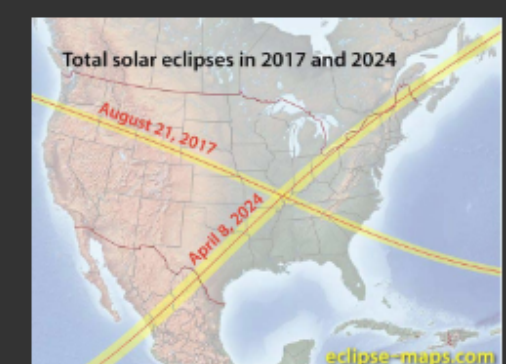 Total solar eclipses in 2017 and 2024
August 21, 2017
April 8, 2024
eclipse-maps.com